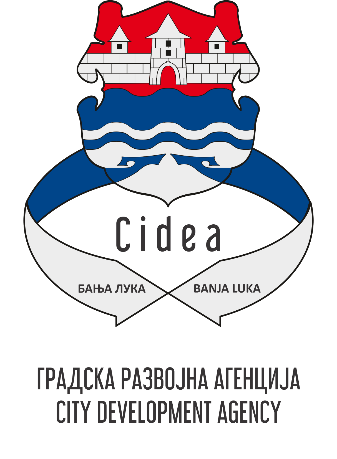 Cidea
БАЊА ЛУКА BANJA LUKA
ГРАДСКА РАЗВОЈНА АГЕНЦИЈА
CITY DEVELOPMENT AGENCY